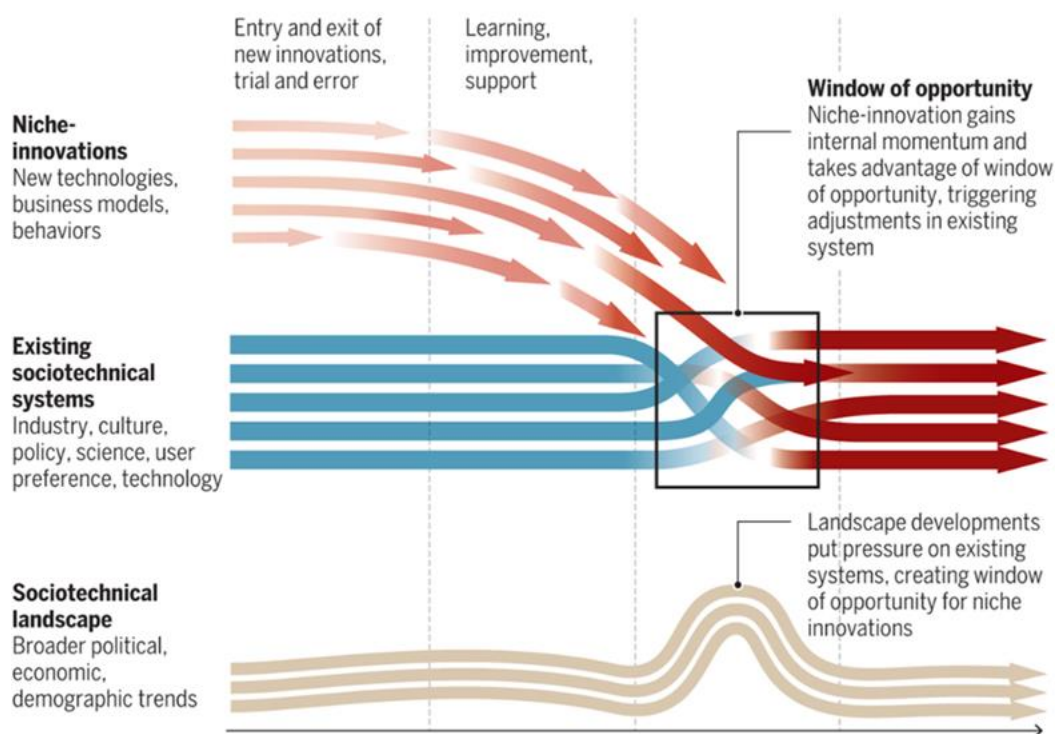 Entry and exit of
new innovations,
trial and error
Learning,
improvement,
support
Niche-
innovations
New technologies,
business models,
behaviors
Window of opportunity
Niche-innovation gains
internal momentum and
takes advantage of window
of opportunity, triggering
adjustments in existing
system
Existing
sociotechnical
systems
Industry, culture,
policy, science, user
preference, technology
Landscape developments
put pressure on existing
systems, creating window
of opportunity for niche
innovations
Sociotechnical
landscape
Broader political,
economic,
demographic trends